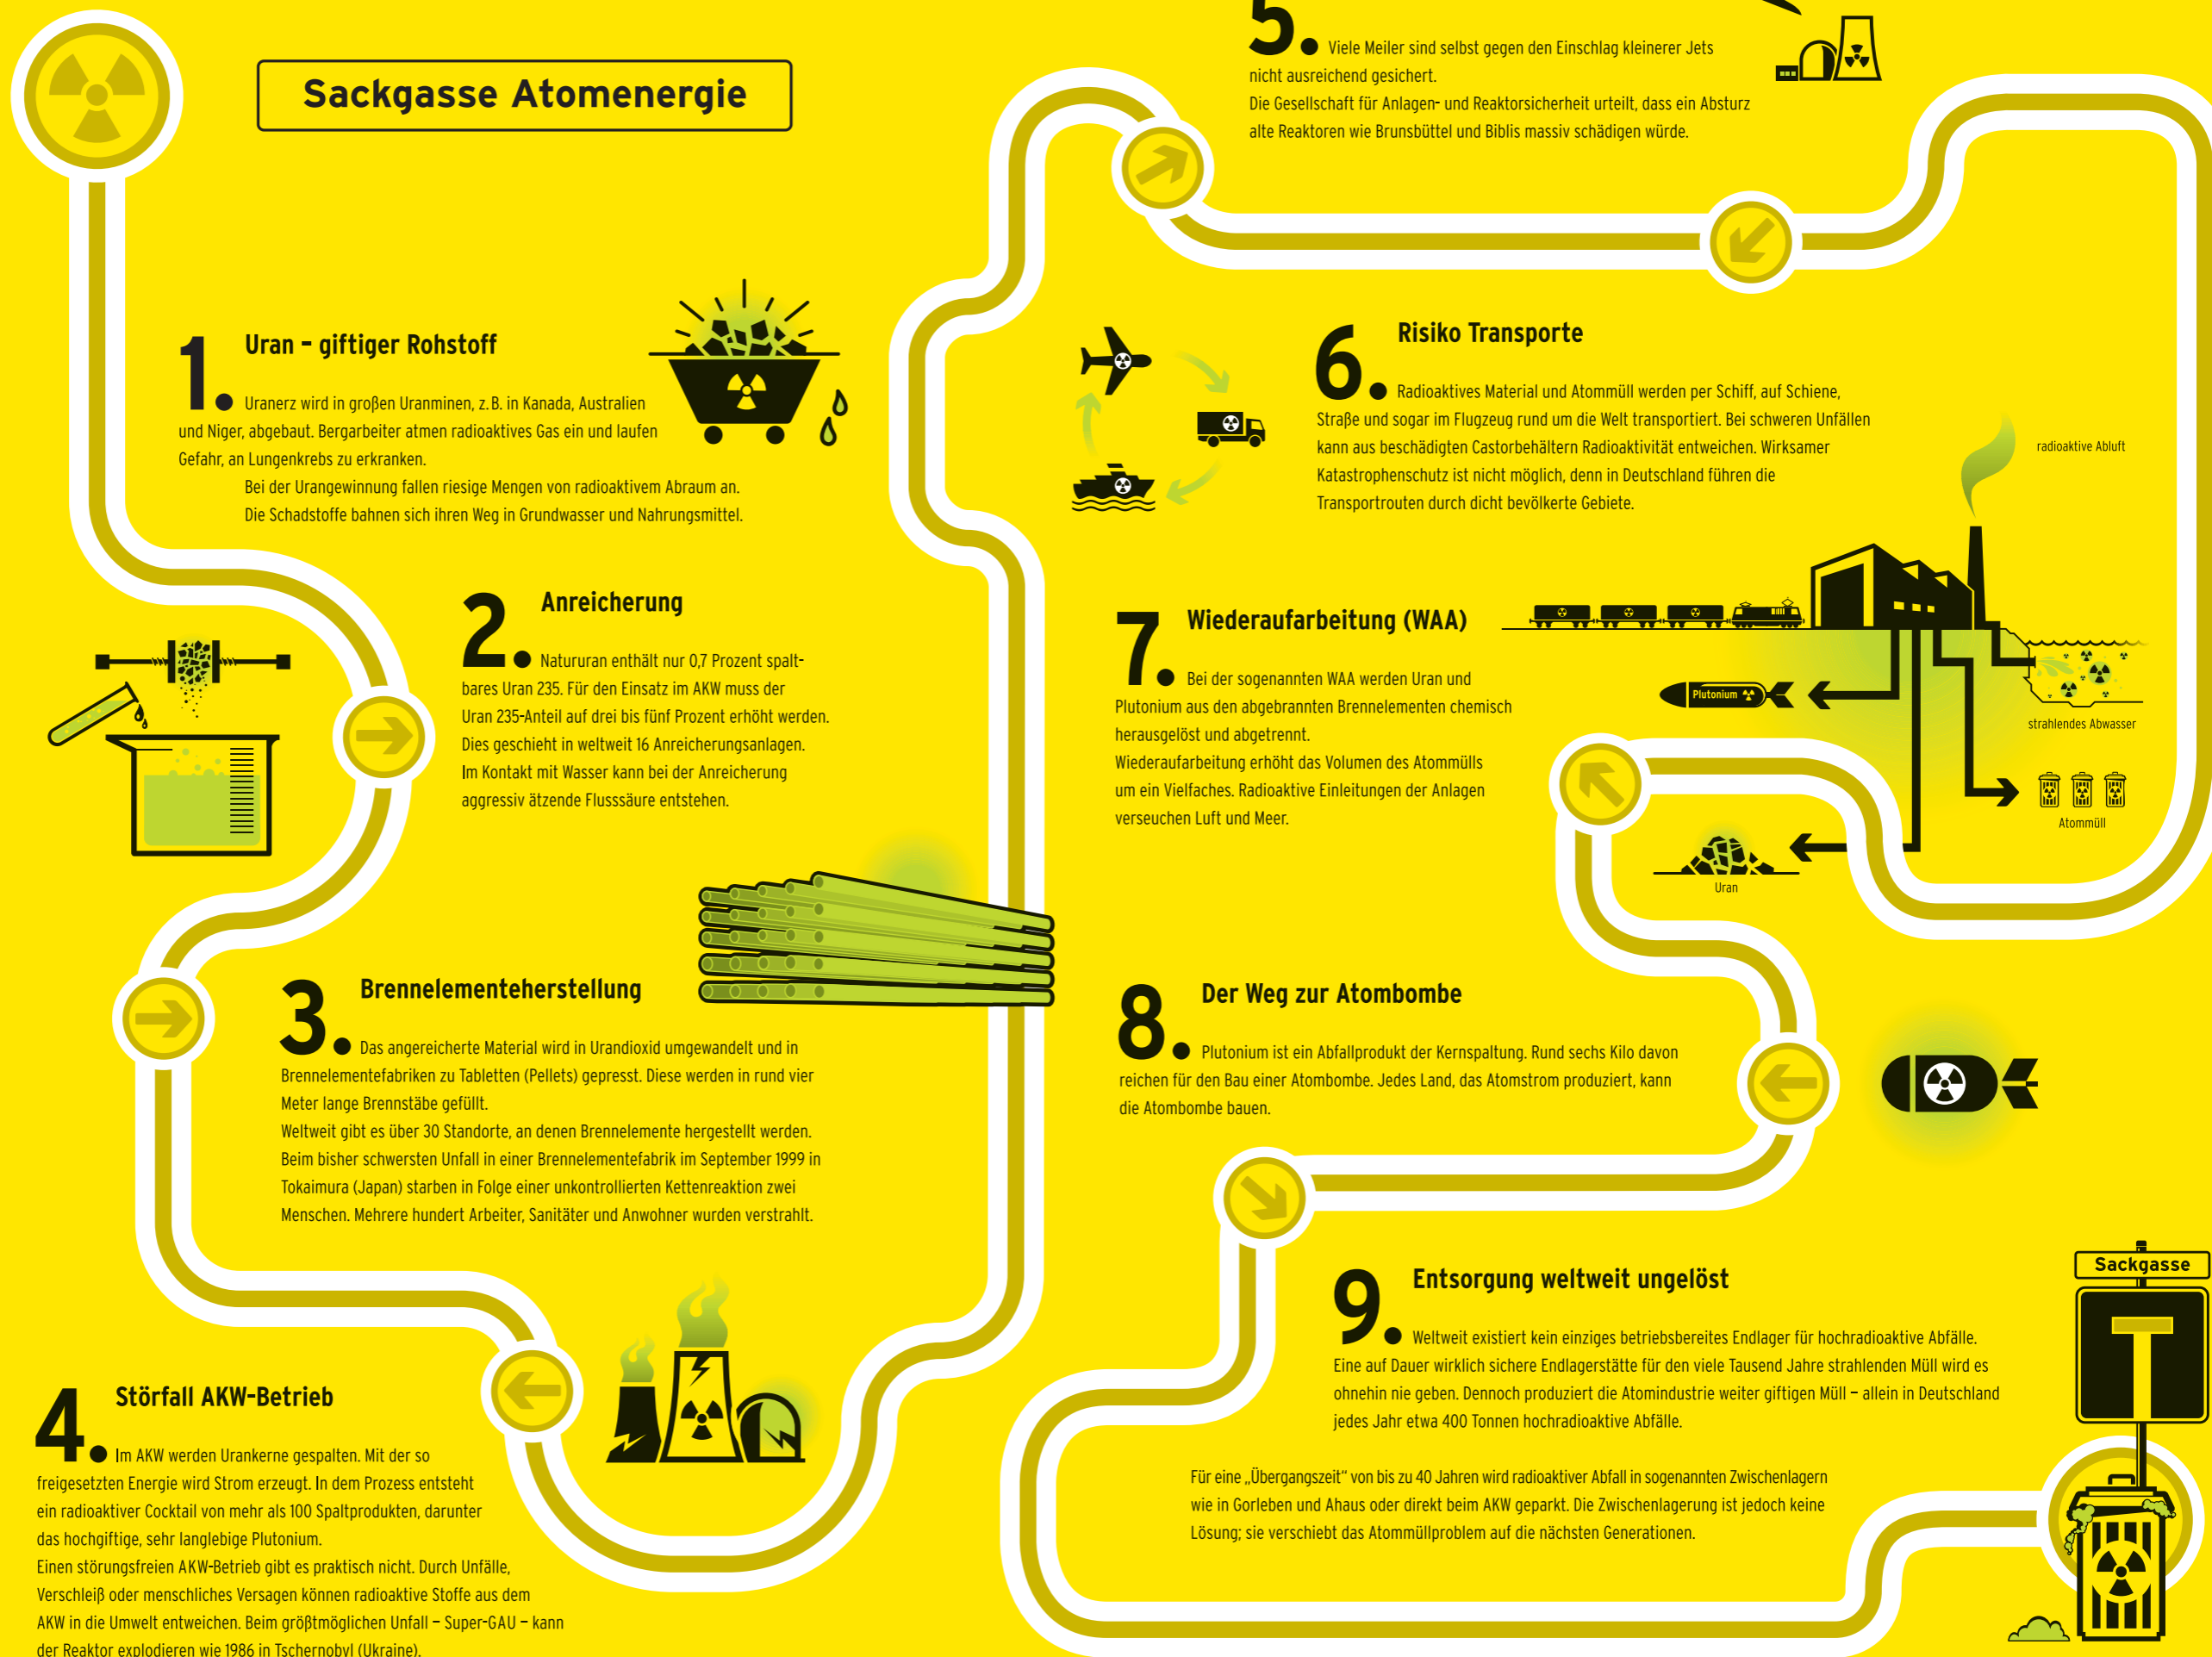 Sackgasse Atomenergie
1.
Uran – giftiger Rohstoff
Uranerz wird in großen Uranminen, z. B. in Kanada, Australien
und Niger, abgebaut. Bergarbeiter atmen radioaktives Gas ein und laufen
Gefahr, an Lungenkrebs zu erkranken.
Bei der Urangewinnung fallen riesige Mengen von radioaktivem Abraum an.
Die Schadstoffe bahnen sich ihren Weg in Grundwasser und Nahrungsmittel.
2.
Anreicherung
Natururan enthält nur 0,7 Prozent spalt-
bares Uran 235. Für den Einsatz im AKW muss der
Uran 235-Anteil auf drei bis fünf Prozent erhöht werden.
Dies geschieht in weltweit 16 Anreicherungsanlagen.
Im Kontakt mit Wasser kann bei der Anreicherung
aggressiv ätzende Flusssäure entstehen.
3.
Brennelementeherstellung
Das angereicherte Material wird in Urandioxid umgewandelt und in
Brennelementefabriken zu Tabletten (Pellets) gepresst. Diese werden in rund vier
Meter lange Brennstäbe gefüllt.
Weltweit gibt es über 30 Standorte, an denen Brennelemente hergestellt werden.
Beim bisher schwersten Unfall in einer Brennelementefabrik im September 1999 in
Tokaimura (Japan) starben in Folge einer unkontrollierten Kettenreaktion zwei
Menschen. Mehrere hundert Arbeiter, Sanitäter und Anwohner wurden verstrahlt.
4.
Störfall AKW-Betrieb
Im AKW werden Urankerne gespalten. Mit der so
freigesetzten Energie wird Strom erzeugt. In dem Prozess entsteht
ein radioaktiver Cocktail von mehr als 100 Spaltprodukten, darunter
das hochgiftige, sehr langlebige Plutonium.
Einen störungsfreien AKW-Betrieb gibt es praktisch nicht. Durch Unfälle,
Verschleiß oder menschliches Versagen können radioaktive Stoffe aus dem
AKW in die Umwelt entweichen. Beim größtmöglichen Unfall – Super-GAU – kann
der Reaktor explodieren wie 1986 in Tschernobyl (Ukraine).
5.
Viele Meiler sind selbst gegen den Einschlag kleinerer Jets
nicht ausreichend gesichert.
Die Gesellschaft für Anlagen- und Reaktorsicherheit urteilt, dass ein Absturz
alte Reaktoren wie Brunsbüttel und Biblis massiv schädigen würde.
6.
Risiko Transporte
Radioaktives Material und Atommüll werden per Schiff, auf Schiene,
Straße und sogar im Flugzeug rund um die Welt transportiert. Bei schweren Unfällen
kann aus beschädigten Castorbehältern Radioaktivität entweichen. Wirksamer
Katastrophenschutz ist nicht möglich, denn in Deutschland führen die
Transportrouten durch dicht bevölkerte Gebiete.
7.
Wiederaufarbeitung (WAA)
Bei der sogenannten WAA werden Uran und
Plutonium aus den abgebrannten Brennelementen chemisch
herausgelöst und abgetrennt.
Wiederaufarbeitung erhöht das Volumen des Atommülls
um ein Vielfaches. Radioaktive Einleitungen der Anlagen
verseuchen Luft und Meer.
radioaktive Abluft
Plutonium
strahlendes Abwasser
Atommüll
Uran
8.
Der Weg zur Atombombe
Plutonium ist ein Abfallprodukt der Kernspaltung. Rund sechs Kilo davon
reichen für den Bau einer Atombombe. Jedes Land, das Atomstrom produziert, kann
die Atombombe bauen.
9.
Entsorgung weltweit ungelöst
Weltweit existiert kein einziges betriebsbereites Endlager für hochradioaktive Abfälle.
Eine auf Dauer wirklich sichere Endlagerstätte für den viele Tausend Jahre strahlenden Müll wird es
ohnehin nie geben. Dennoch produziert die Atomindustrie weiter giftigen Müll – allein in Deutschland
jedes Jahr etwa 400 Tonnen hochradioaktive Abfälle.
Für eine „Übergangszeit“ von bis zu 40 Jahren wird radioaktiver Abfall in sogenannten Zwischenlagern
wie in Gorleben und Ahaus oder direkt beim AKW geparkt. Die Zwischenlagerung ist jedoch keine
Lösung; sie verschiebt das Atommüllproblem auf die nächsten Generationen.
Sackgasse